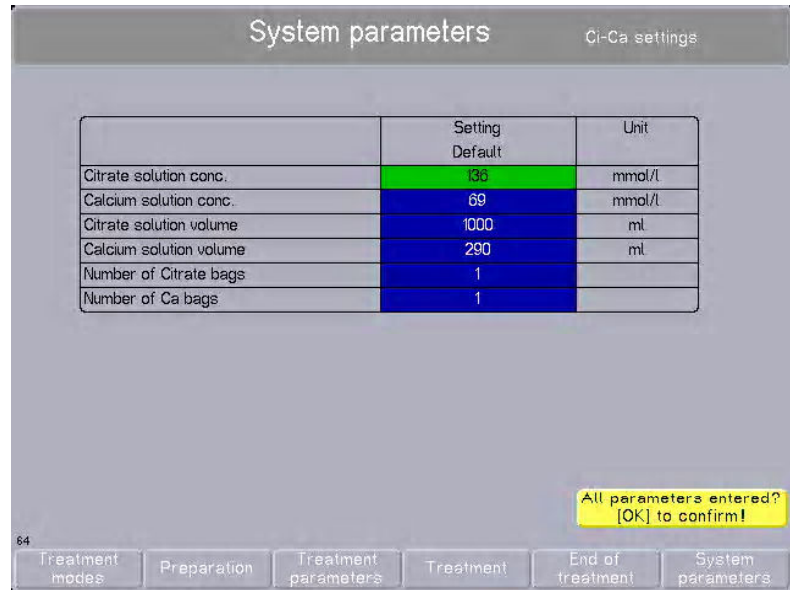 System parameters Ci-Ca settings
Setting Unit
Default
Citrate solution conc. 136 mmol/l
Calcium solution conc. 69 mmol/l
Citrate solution volume 1000 ml
Calcium solution volume 290 ml
Number of Citrate bags 1
Number of Ca bags 1
All parameters entered?
[OK] to confirm!
64
Treatment modes Preparation Treatment parameters Treatment End of treatment System parameters